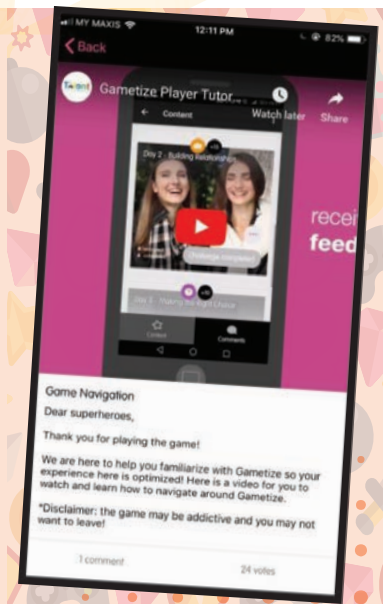 MY MAXIS
12:11 PM
82%
Back
Gametize Player Tutor
Watch later
Share
Content
+10
Day 2 - Building Relationships
Challenge completed!
recei
feed
+10
Day 3 - Making the Right Choice
Content
Comments
Game Navigation
Dear superheroes,
Thank you for playing the game!
We are here to help you familiarize with Gametize so your
experience here is optimized! Here is a video for you to
watch and learn how to navigate around Gametize.
*Disclaimer: the game may be addictive and you may not
want to leave!
1 comment
24 votes